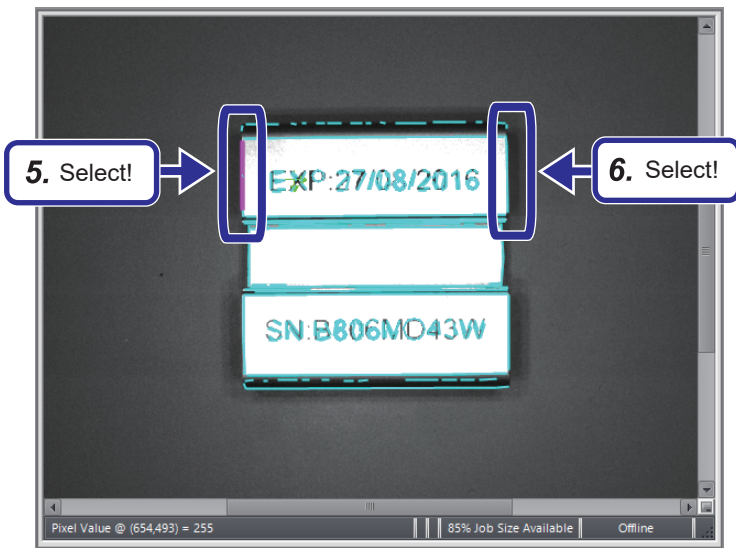 5. Select!
6. Select!
EXP:27/08/2016
SN:B806MD43W
Pixel Value @ (654,493) = 255
85% Job Size Available
Offline